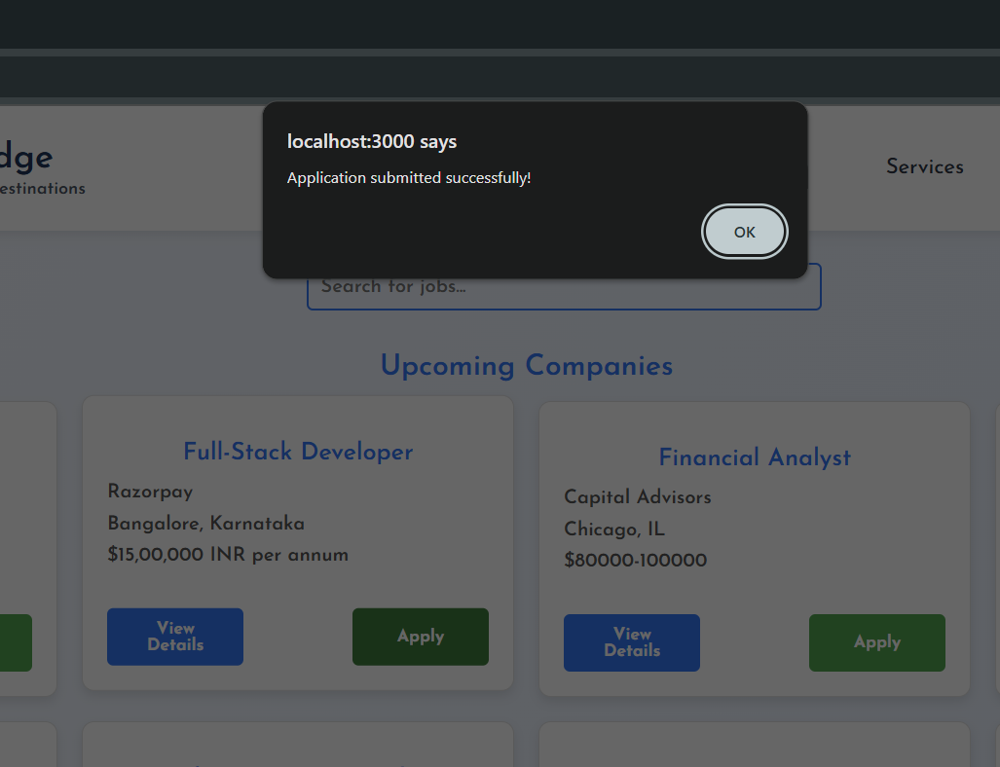 localhost:3000 says
Application submitted successfully!
OK
dge
estinations
Services
Search for jobs...
Upcoming Companies
Full-Stack Developer
Razorpay
Bangalore, Karnataka
$15,00,000 INR per annum
View
Details
Apply
Financial Analyst
Capital Advisors
Chicago, IL
$80000-100000
View
Details
Apply